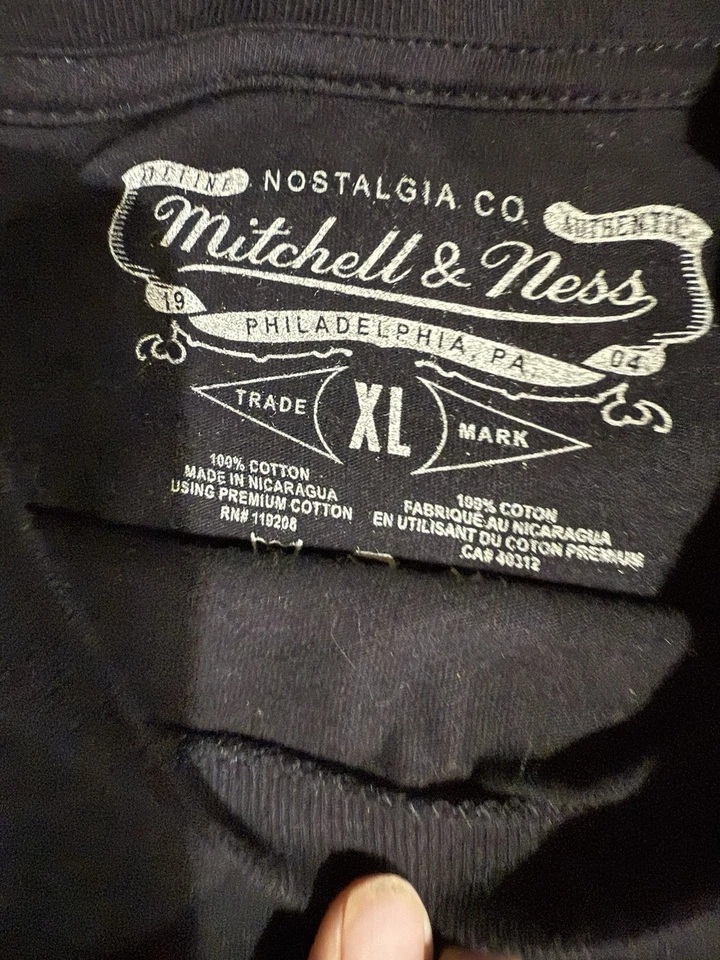 NOSTALGIA CO.
AUTHENTIC
Mitchell & Ness
19
PHILADELPHIA, PA.
04
TRADE
XL
MARK
100% COTTON
MADE IN NICARAGUA
USING PREMIUM COTTON
RN# 119208
100% COTON
FABRIQUÉ AU NICARAGUA
EN UTILISANT DU COTON PREMIUM
CA# 40312